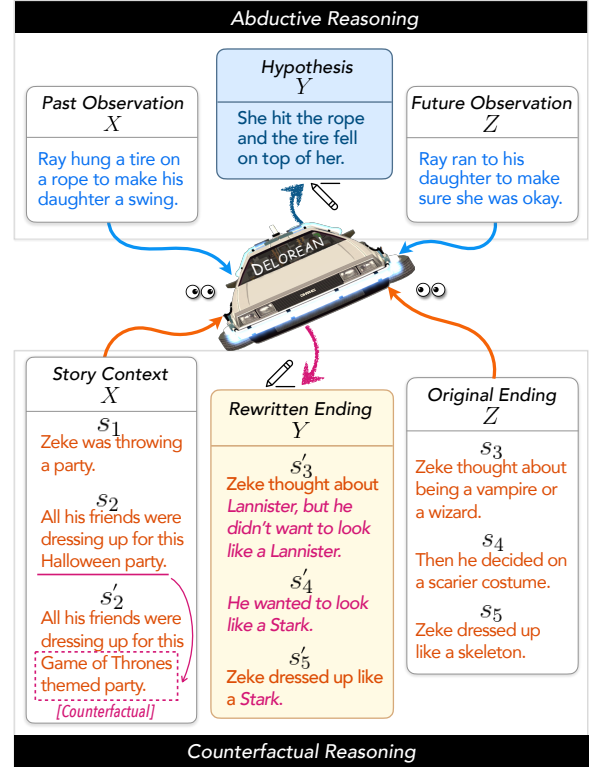 Abductive Reasoning
Hypothesis
Y
She hit the rope
and the tire fell
on top of her.
Past Observation
X
Ray hung a tire on
a rope to make his
daughter a swing.
Future Observation
Z
Ray ran to his
daughter to make
sure she was okay.
DELOREAN
Story Context
X
s1
Zeke was throwing
a party.
s2
All his friends were
dressing up for this
Halloween party.
s′2
All his friends were
dressing up for this
Game of Thrones
themed party.
[Counterfactual]
Rewritten Ending
Y
s′3
Zeke thought about
Lannister, but he
didn't want to look
like a Lannister.
s′4
He wanted to look
like a Stark.
s′5
Zeke dressed up like
a Stark.
Original Ending
Z
s3
Zeke thought about
being a vampire or
a wizard.
s4
Then he decided on
a scarier costume.
s5
Zeke dressed up
like a skeleton.
Counterfactual Reasoning